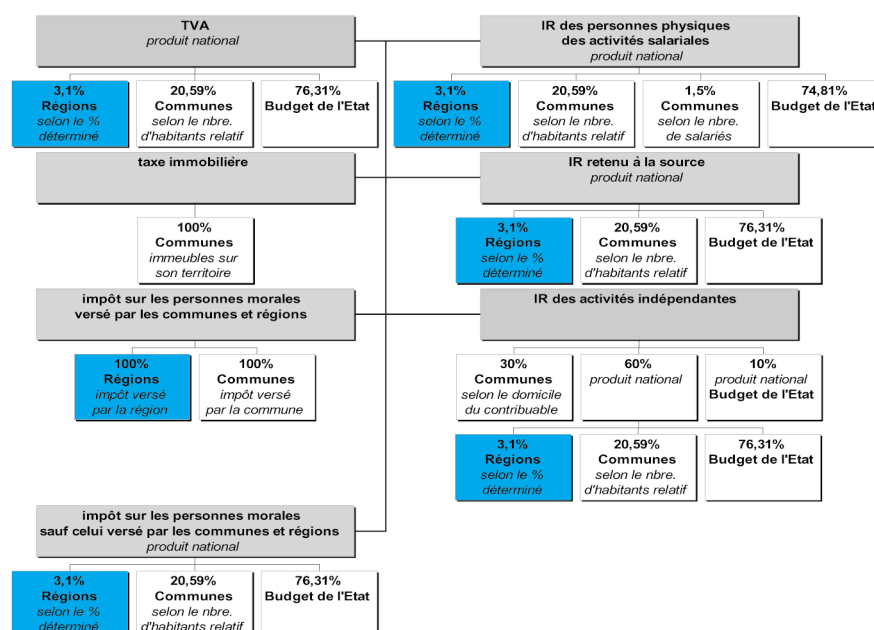 TVA
produit national
3,1%
Régions
selon le %
déterminé
20,59%
Communes
selon le nbre.
d'habitants relatif
76,31%
Budget de l'Etat
IR des personnes physiques
des activités salariales
produit national
3,1%
Régions
selon le %
déterminé
20,59%
Communes
selon le nbre.
d'habitants relatif
1,5%
Communes
selon le nbre.
de salariés
74,81%
Budget de l'Etat
taxe immobilière
100%
Communes
immeubles sur
son territoire
IR retenu à la source
produit national
3,1%
Régions
selon le %
déterminé
20,59%
Communes
selon le nbre.
d'habitants relatif
76,31%
Budget de l'Etat
impôt sur les personnes morales
versé par les communes et régions
100%
Régions
impôt versé
par la région
100%
Communes
impôt versé
par la commune
IR des activités indépendantes
30%
Communes
selon le domicile
du contribuable
60%
produit national
10%
produit national
Budget de l'Etat
3,1%
Régions
selon le %
déterminé
20,59%
Communes
selon le nbre.
d'habitants relatif
76,31%
Budget de l'Etat
impôt sur les personnes morales
sauf celui versé par les communes et régions
produit national
3,1%
Régions
selon le %
déterminé
20,59%
Communes
selon le nbre.
d'habitants relatif
76,31%
Budget de l'Etat